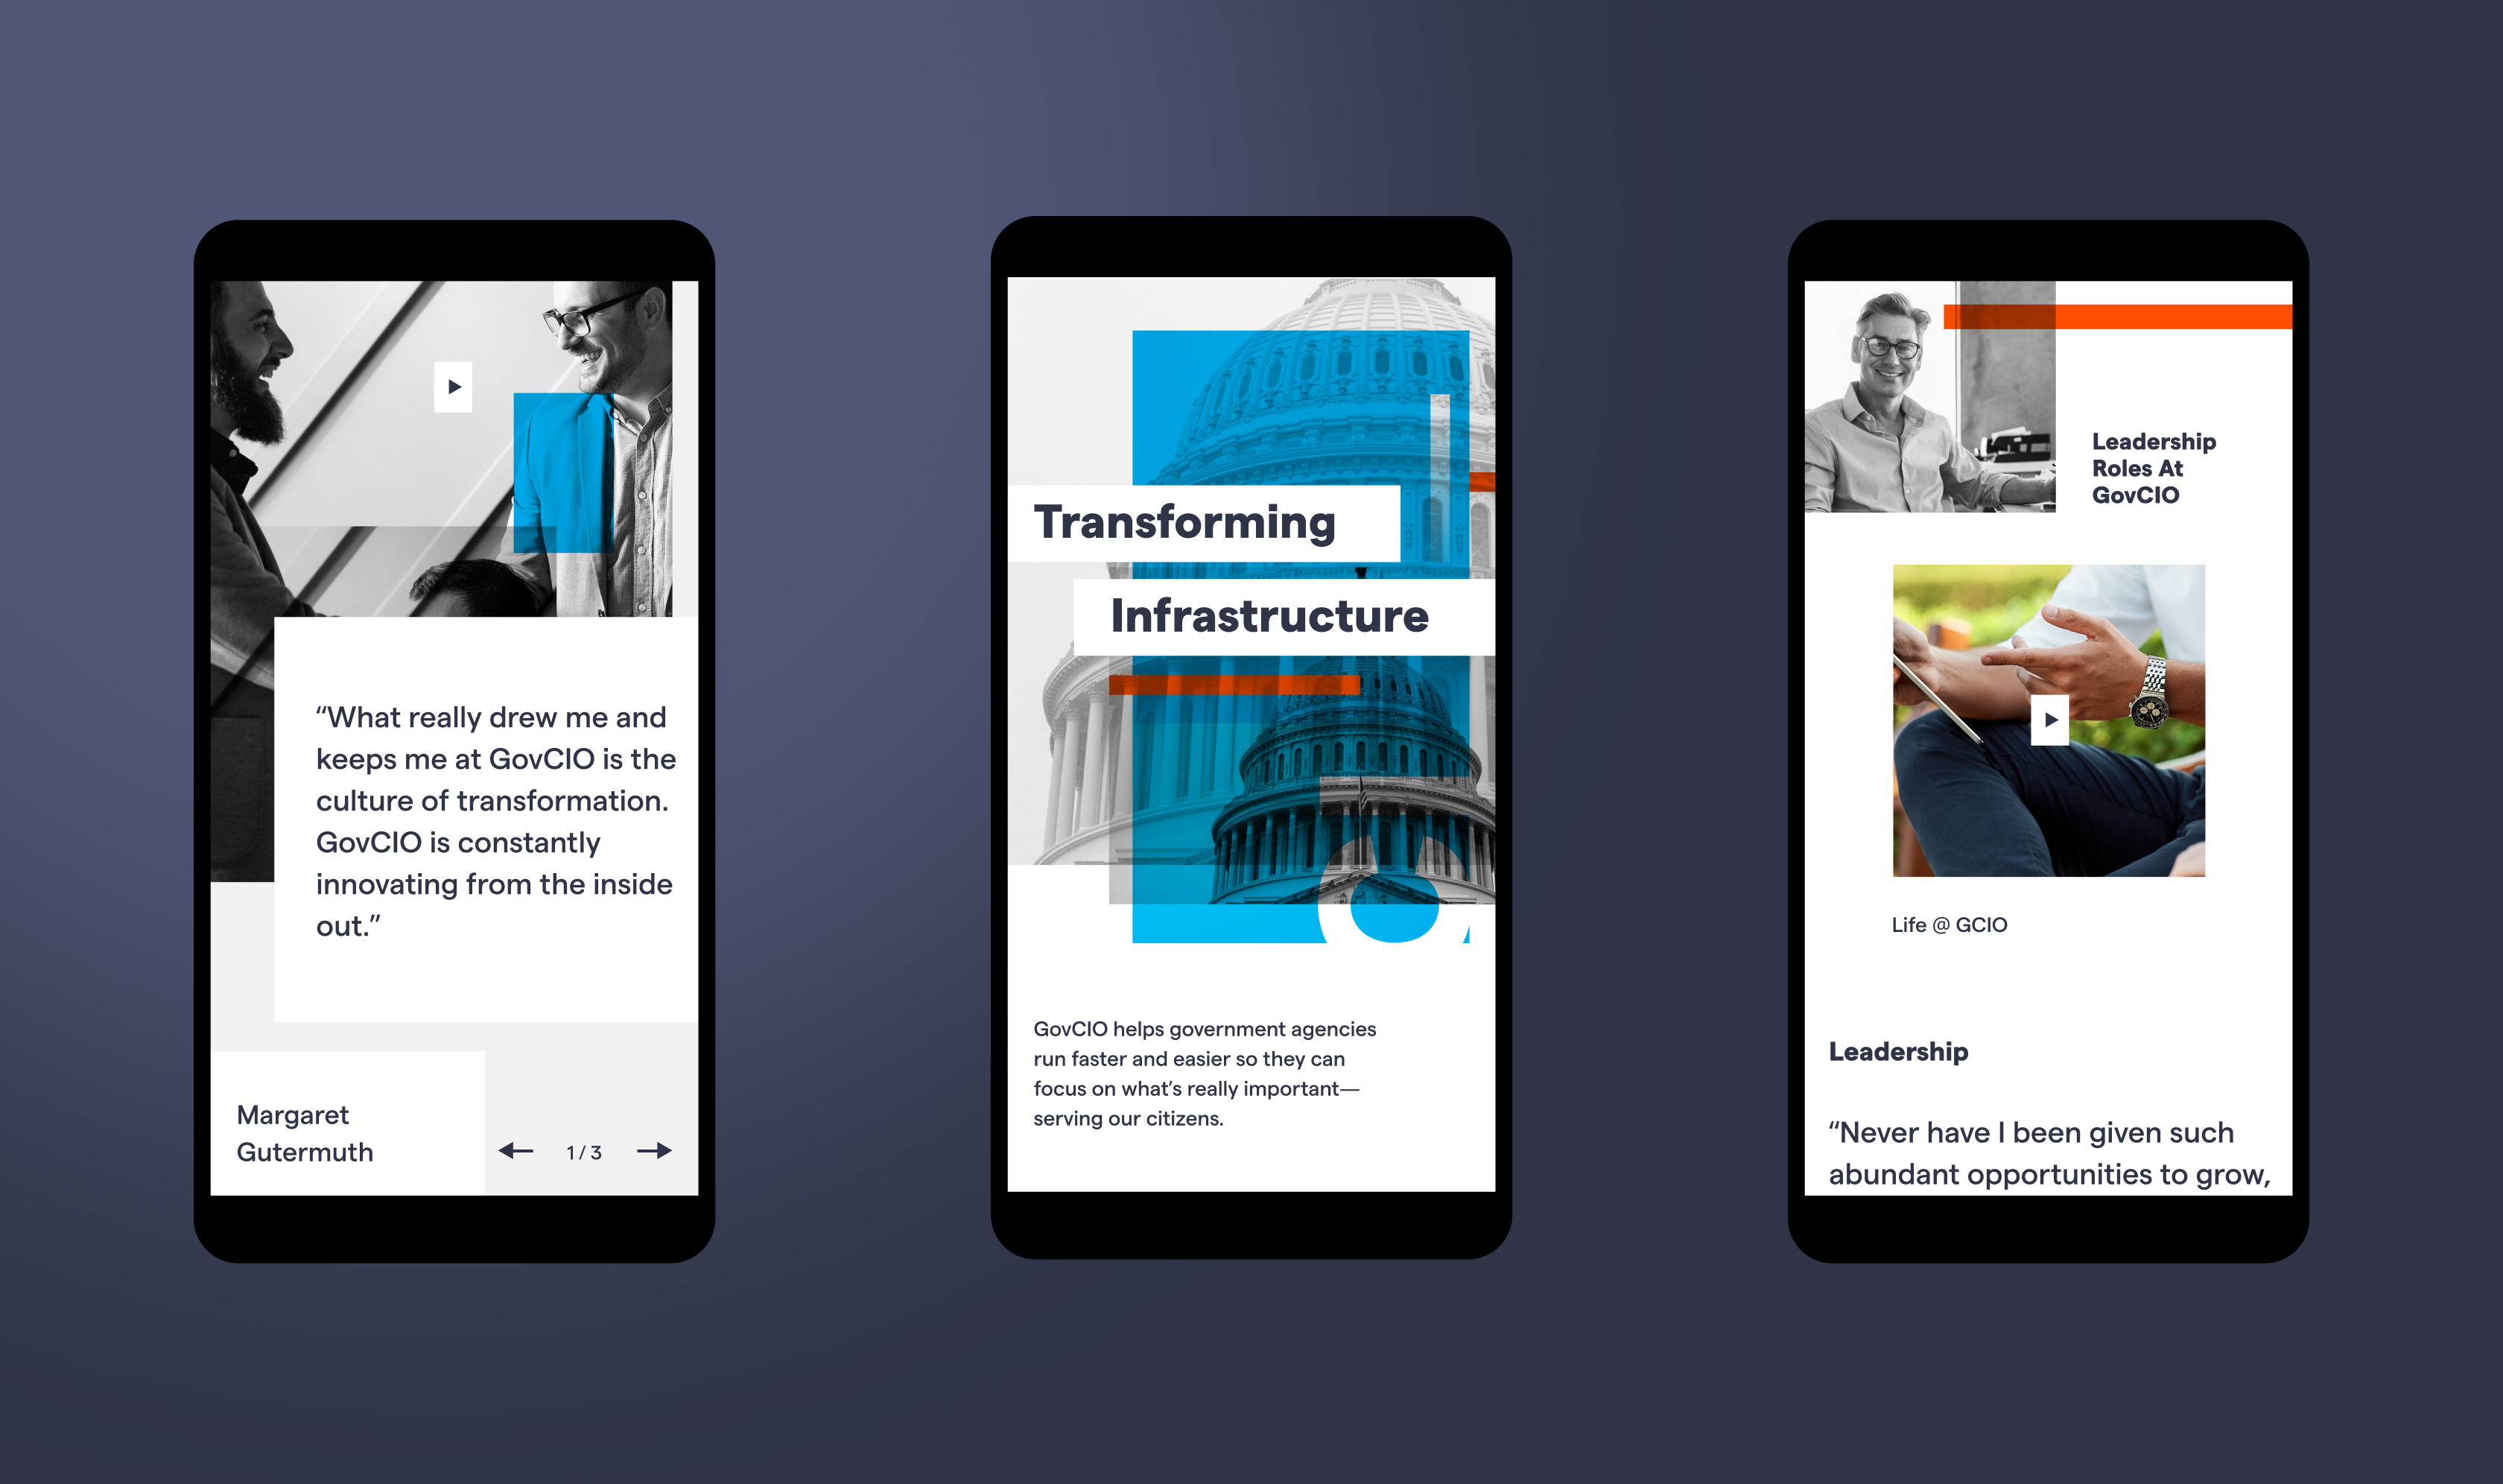 “What really drew me and
keeps me at GovCIO is the
culture of transformation.
GovCIO is constantly
innovating from the inside
out.”
Margaret
Gutermuth
1 / 3
Transforming
Infrastructure
GovCIO helps government agencies
run faster and easier so they can
focus on what’s really important—
serving our citizens.
Leadership
Roles At
GovCIO
Life @ GCIO
Leadership
“Never have I been given such
abundant opportunities to grow,